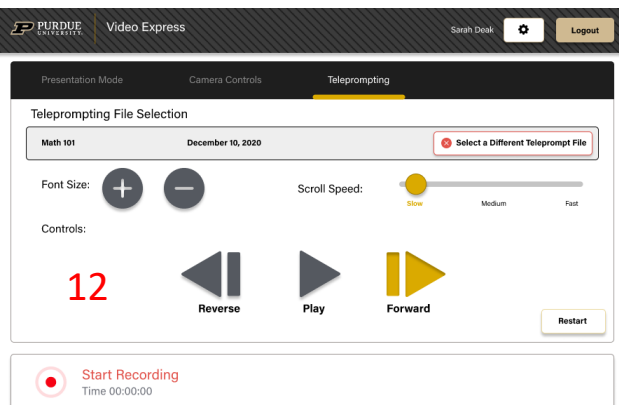 PURDUE
UNIVERSITY.
Video Express
Sarah Deak
Logout
Presentation Mode
Camera Controls
Teleprompting
Teleprompting File Selection
Math 101
December 10, 2020
Select a Different Teleprompt File
Font Size:
Scroll Speed:
Slow
Medium
Fast
Controls:
12
Reverse
Play
Forward
Restart
Start Recording
Time 00:00:00